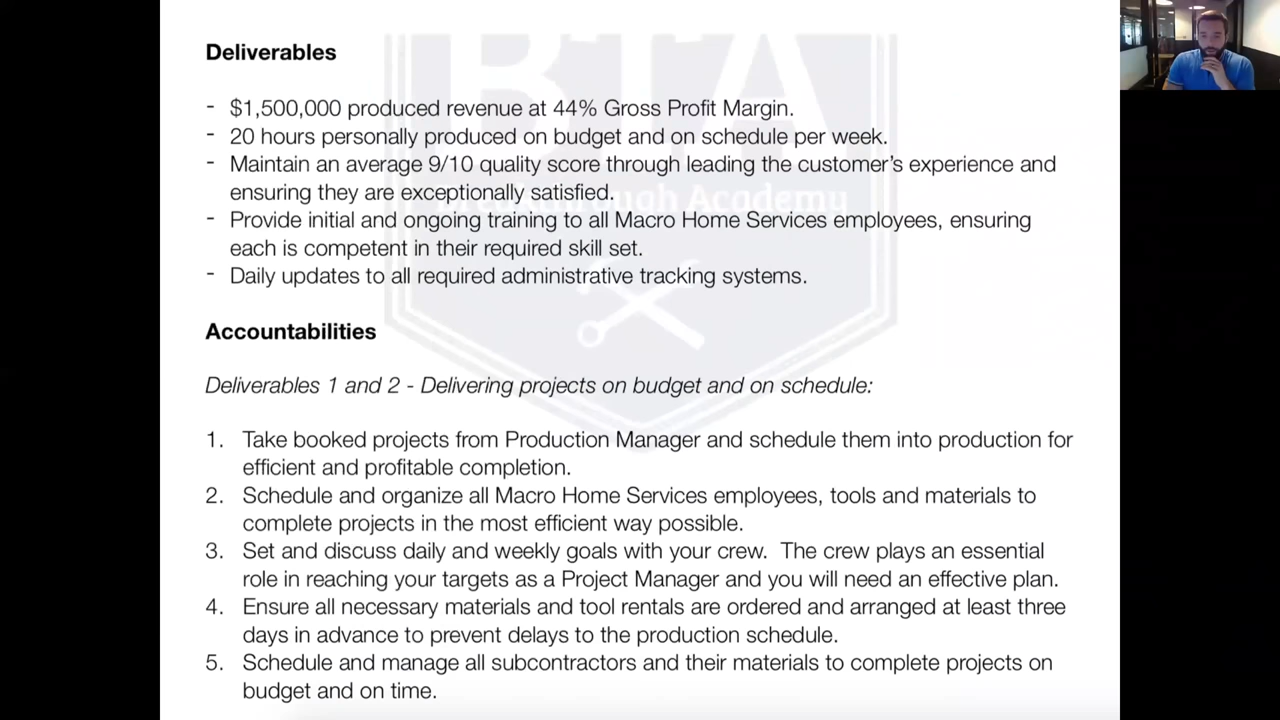 Deliverables
- $1,500,000 produced revenue at 44% Gross Profit Margin.
- 20 hours personally produced on budget and on schedule per week.
- Maintain an average 9/10 quality score through leading the customer’s experience and
ensuring they are exceptionally satisfied.
- Provide initial and ongoing training to all Macro Home Services employees, ensuring
each is competent in their required skill set.
- Daily updates to all required administrative tracking systems.
Accountabilities
Deliverables 1 and 2 - Delivering projects on budget and on schedule:
1. Take booked projects from Production Manager and schedule them into production for
efficient and profitable completion.
2. Schedule and organize all Macro Home Services employees, tools and materials to
complete projects in the most efficient way possible.
3. Set and discuss daily and weekly goals with your crew.  The crew plays an essential
role in reaching your targets as a Project Manager and you will need an effective plan.
4. Ensure all necessary materials and tool rentals are ordered and arranged at least three
days in advance to prevent delays to the production schedule.
5. Schedule and manage all subcontractors and their materials to complete projects on
budget and on time.
BTA
Academy